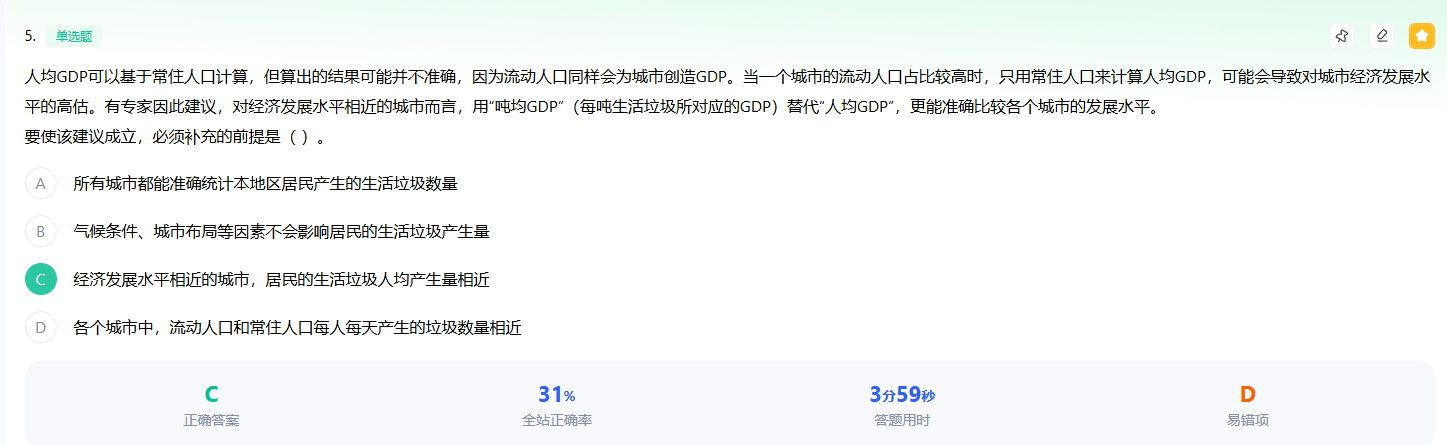 5. 单选题
人均GDP可以基于常住人口计算，但算出的结果可能并不准确，因为流动人口同样会为城市创造GDP。当一个城市的流动人口占比较高时，只用常住人口来计算人均GDP，可能会导致对城市经济发展水
平的高估。有专家因此建议，对经济发展水平相近的城市而言，用“吨均GDP”（每吨生活垃圾所对应的GDP）替代“人均GDP”，更能准确比较各个城市的发展水平。
要使该建议成立，必须补充的前提是（ ）。
A 所有城市都能准确统计本地区居民产生的生活垃圾数量
B 气候条件、城市布局等因素不会影响居民的生活垃圾产生量
C 经济发展水平相近的城市，居民的生活垃圾人均产生量相近
D 各个城市中，流动人口和常住人口每人每天产生的垃圾数量相近
C 31% 3分59秒 D
正确答案 全站正确率 答题用时 易错项